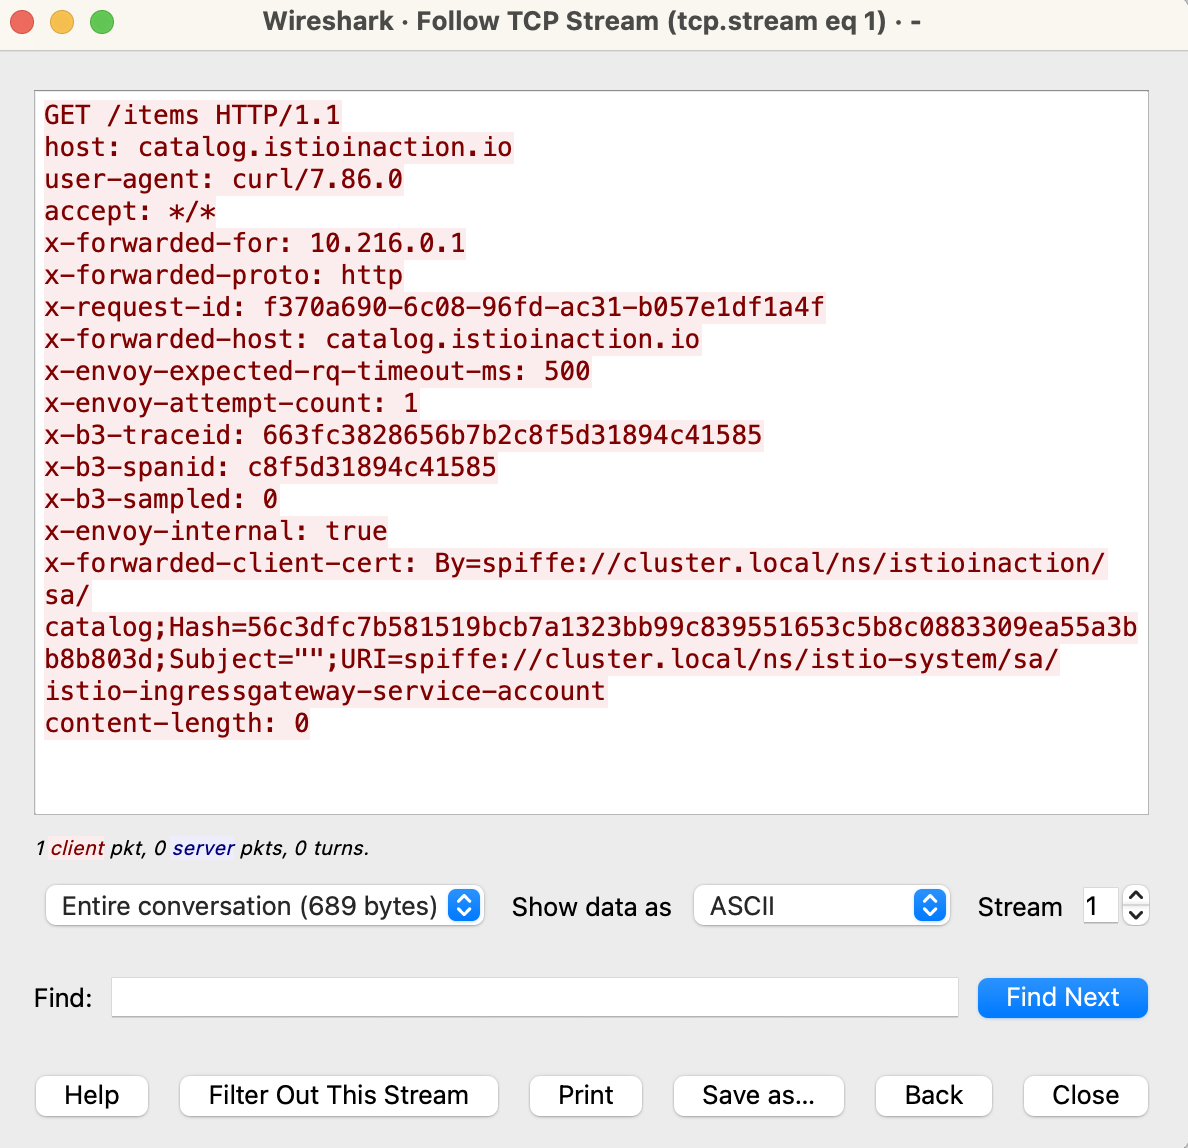 Wireshark · Follow TCP Stream (tcp.stream eq 1) · -
GET /items HTTP/1.1
host: catalog.istioinaction.io
user-agent: curl/7.86.0
accept: */*
x-forwarded-for: 10.216.0.1
x-forwarded-proto: http
x-request-id: f370a690-6c08-96fd-ac31-b057e1df1a4f
x-forwarded-host: catalog.istioinaction.io
x-envoy-expected-rq-timeout-ms: 500
x-envoy-attempt-count: 1
x-b3-traceid: 663fc3828656b7b2c8f5d31894c41585
x-b3-spanid: c8f5d31894c41585
x-b3-sampled: 0
x-envoy-internal: true
x-forwarded-client-cert: By=spiffe://cluster.local/ns/istioinaction/
sa/
catalog;Hash=56c3dfc7b581519bcb7a1323bb99c839551653c5b8c0883309ea55a3b
b8b803d;Subject="";URI=spiffe://cluster.local/ns/istio-system/sa/
istio-ingressgateway-service-account
content-length: 0
1 client pkt, 0 server pkts, 0 turns.
Entire conversation (689 bytes) Show data as ASCII Stream 1
Find: Find Next
Help Filter Out This Stream Print Save as... Back Close